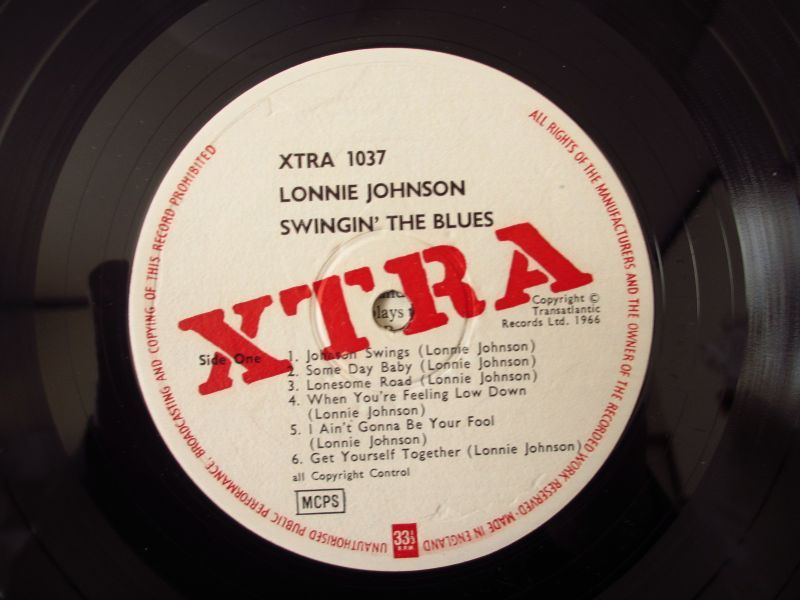 XTRA 1037
LONNIE JOHNSON
SWINGIN' THE BLUES
XTRA
Copyright ©
Transatlantic
Records Ltd. 1966
lays
Side One
1. Johnson Swings (Lonnie Johnson)
2. Some Day Baby (Lonnie Johnson)
3. Lonesome Road (Lonnie Johnson)
4. When You're Feeling Low Down
(Lonnie Johnson)
5. I Ain't Gonna Be Your Fool
(Lonnie Johnson)
6. Get Yourself Together (Lonnie Johnson)
all Copyright Control
MCPS
33⅓
R.P.M.
ALL RIGHTS OF THE MANUFACTURERS AND THE OWNER OF THE RECORDED WORK RESERVED · MADE IN ENGLAND
UNAUTHORISED PUBLIC PERFORMANCE, BROADCASTING AND COPYING OF THIS RECORD PROHIBITED